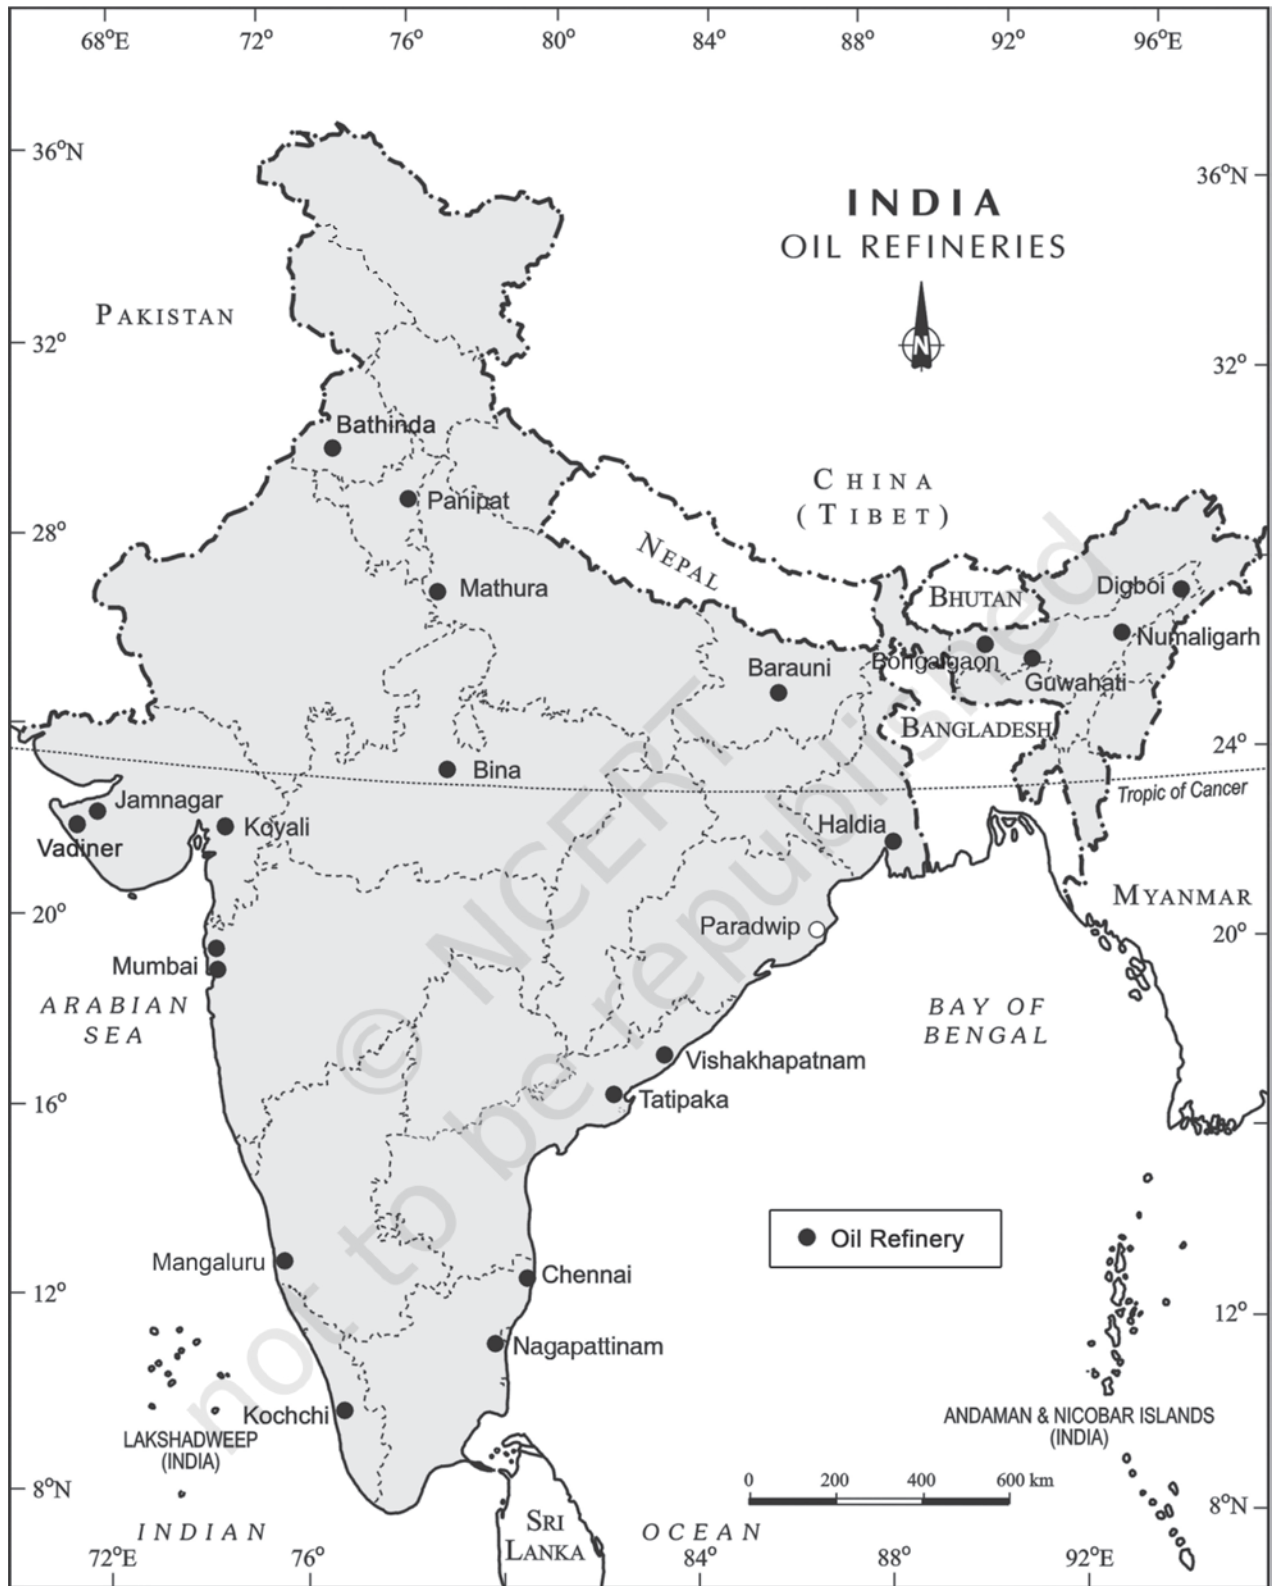 68°E 72° 76° 80° 84° 88° 92° 96°E
36°N
36°N
INDIA
OIL REFINERIES
N
PAKISTAN
32°
32°
Bathinda
CHINA
(TIBET)
Panipat
28°
NEPAL
Mathura
BHUTAN
Digboi
Numaligarh
Bongaigaon
Guwahati
Barauni
BANGLADESH
24°
Bina
Tropic of Cancer
Jamnagar
Koyali
Vadiner
Haldia
MYANMAR
20°
Paradwip
20°
Mumbai
ARABIAN
SEA
BAY OF
BENGAL
Vishakhapatnam
Tatipaka
16°
© NCERT
not to be republished
Oil Refinery
Mangaluru
Chennai
12°
12°
Nagapattinam
Kochchi
LAKSHADWEEP
(INDIA)
ANDAMAN & NICOBAR ISLANDS
(INDIA)
0 200 400 600 km
8°N
8°N
INDIAN
OCEAN
SRI
LANKA
72°E 76° 84° 88° 92°E